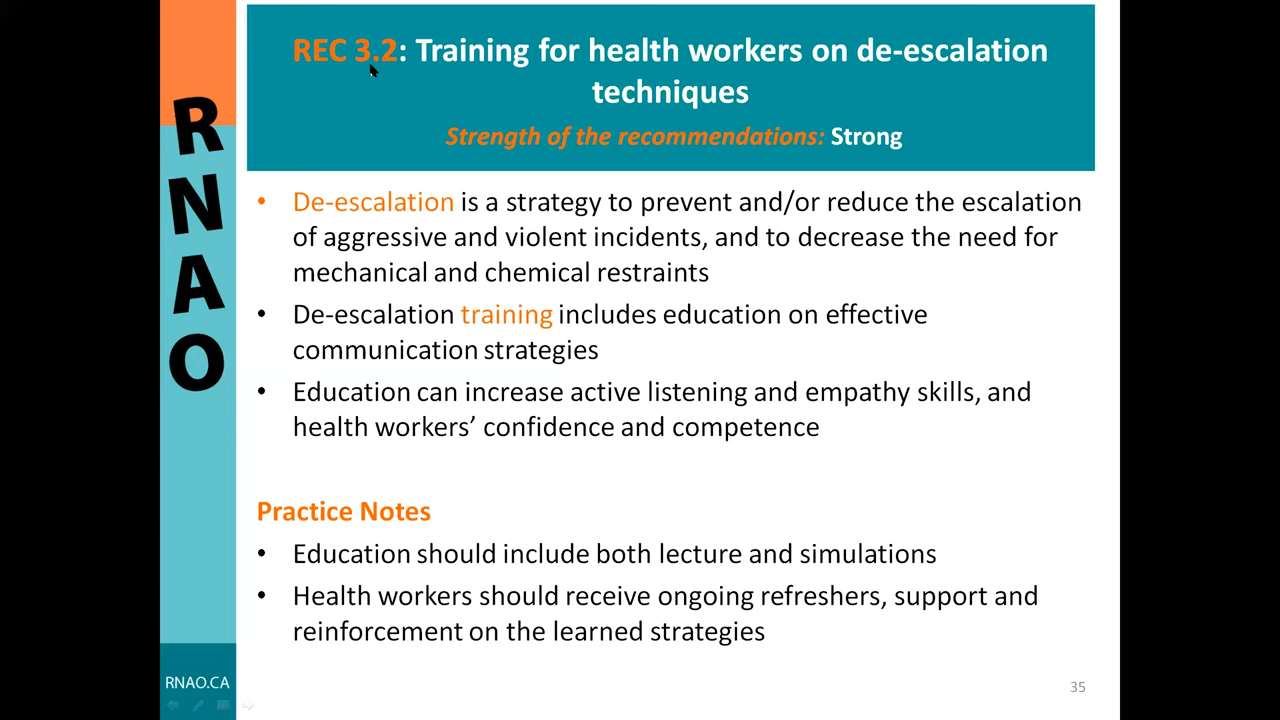 REC 3.2: Training for health workers on de-escalation
techniques
Strength of the recommendations: Strong
• De-escalation is a strategy to prevent and/or reduce the escalation
of aggressive and violent incidents, and to decrease the need for
mechanical and chemical restraints
• De-escalation training includes education on effective
communication strategies
• Education can increase active listening and empathy skills, and
health workers’ confidence and competence
Practice Notes
• Education should include both lecture and simulations
• Health workers should receive ongoing refreshers, support and
reinforcement on the learned strategies
R
N
A
O
RNAO.CA
35